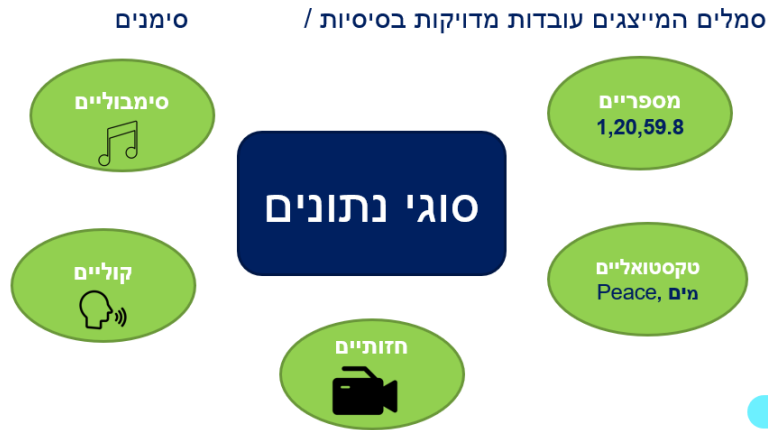 סמלים המייצגים עובדות מדויקות בסיסיות / סימנים
מספריים
1,20,59.8
סימבוליים
סוגי נתונים
טקסטואליים
מים ,Peace
קוליים
חזותיים